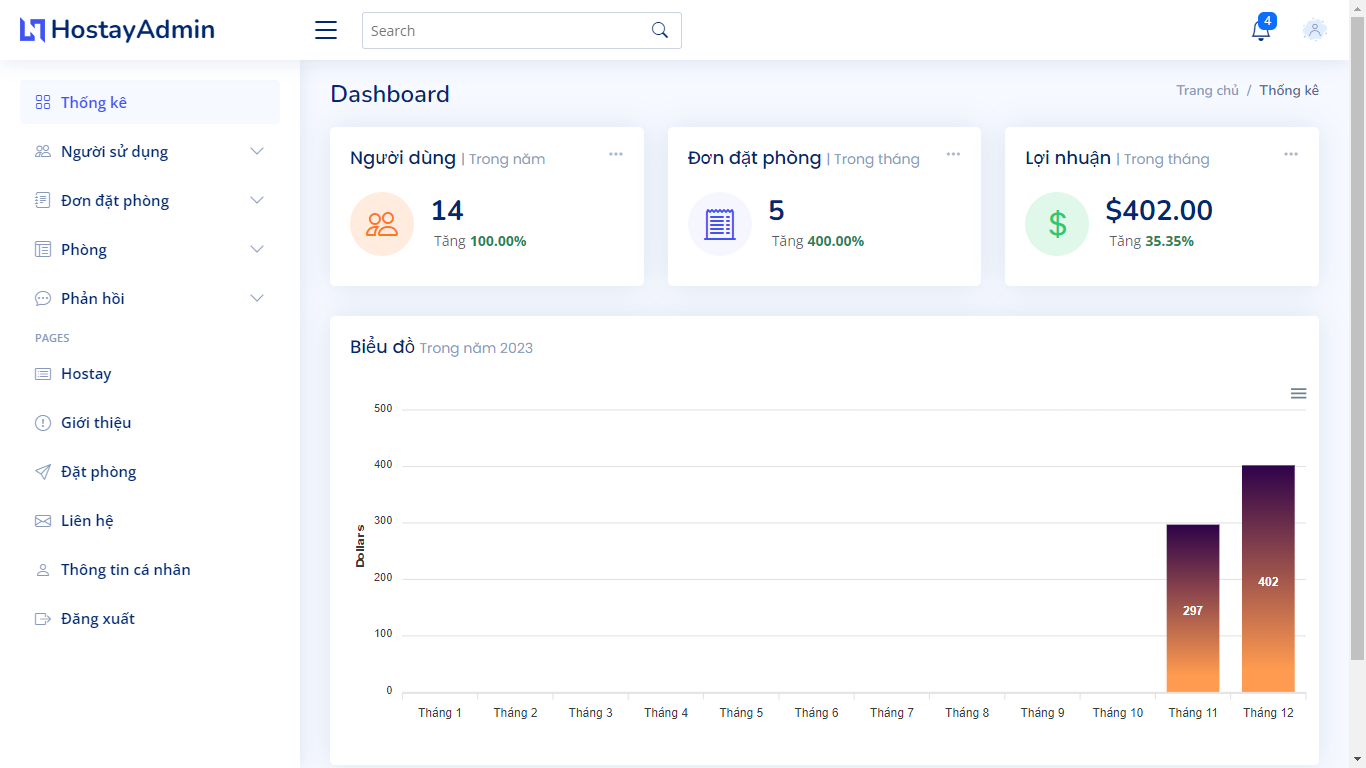 HostayAdmin
Search
4
Thống kê
Người sử dụng
Đơn đặt phòng
Phòng
Phản hồi
PAGES
Hostay
Giới thiệu
Đặt phòng
Liên hệ
Thông tin cá nhân
Đăng xuất
Dashboard
Trang chủ / Thống kê
Người dùng | Trong năm
14
Tăng 100.00%
Đơn đặt phòng | Trong tháng
5
Tăng 400.00%
Lợi nhuận | Trong tháng
$
$402.00
Tăng 35.35%
Biểu đồ Trong năm 2023
Dollars
500
400
300
200
100
0
297
402
Tháng 1 Tháng 2 Tháng 3 Tháng 4 Tháng 5 Tháng 6 Tháng 7 Tháng 8 Tháng 9 Tháng 10 Tháng 11 Tháng 12